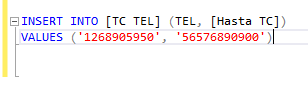 INSERT INTO [TC TEL] (TEL, [Hasta TC])
VALUES ('1268905950', '56576890900')